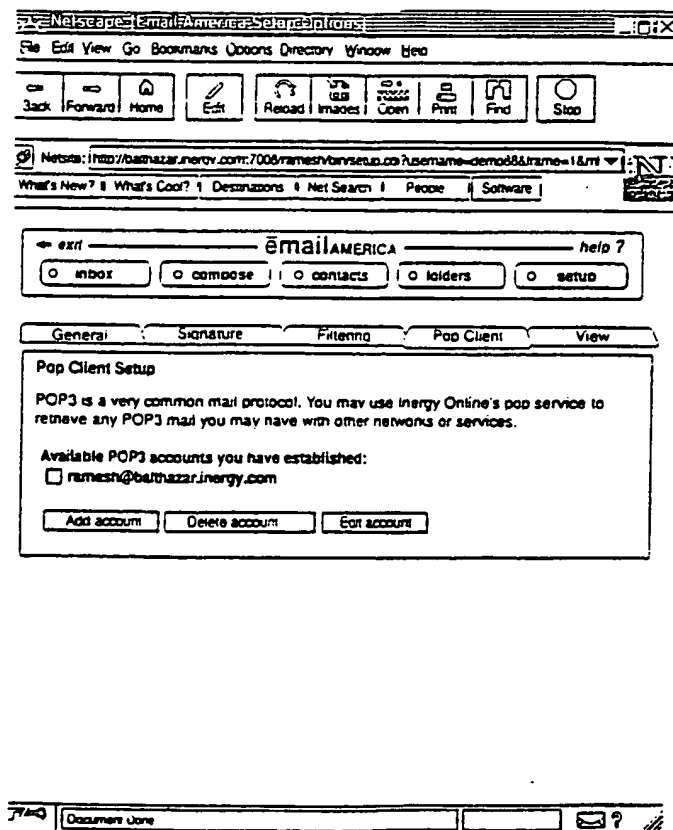 Netscape [Email America Setup Options]
File Edit View Go Bookmarks Options Directory Window Help
Back Forward Home Edit Reload Images Open Print Find Stop
Netsite: http://balthazar.inergy.com:7008/ramesh/bin/setup.cgi?username=demo88&frame=1&ml
N
What's New? What's Cool? Destinations Net Search People Software
exit ēmailAMERICA help ?
inbox compose contacts folders setup
General Signature Filtering Pop Client View
Pop Client Setup
POP3 is a very common mail protocol. You may use Inergy Online's pop service to
retrieve any POP3 mail you may have with other networks or services.
Available POP3 accounts you have established:
ramesh@balthazar.inergy.com
Add account Delete account Edit account
Document Done ?